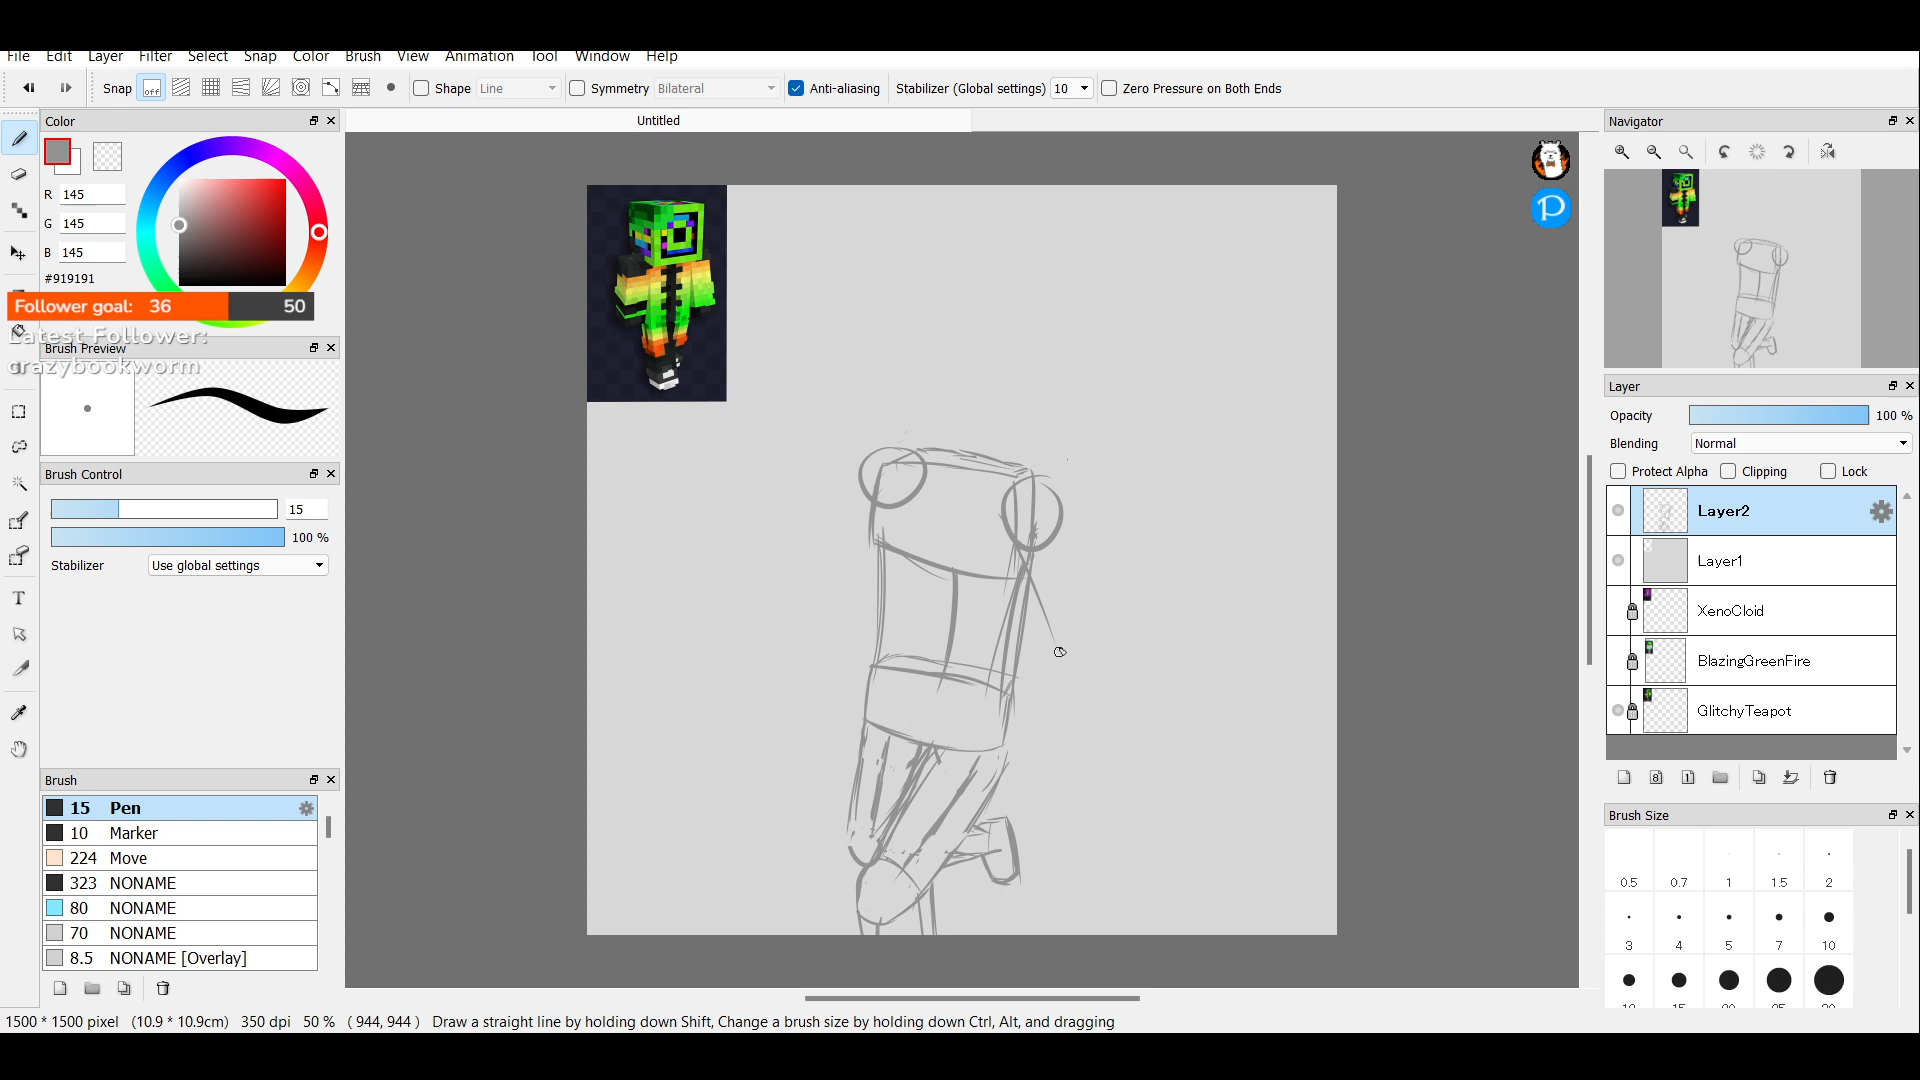 File Edit Layer Filter Select Snap Color Brush View Animation Tool Window Help
Snap off Shape Line Symmetry Bilateral Anti-aliasing Stabilizer (Global settings) 10 Zero Pressure on Both Ends
Color
Untitled
Navigator
R 145
G 145
B 145
#919191
Follower goal: 36 50
Latest Follower:
crazybookworm
Brush Preview
Brush Control
15
100 %
Stabilizer Use global settings
Brush
15 Pen
10 Marker
224 Move
323 NONAME
80 NONAME
70 NONAME
8.5 NONAME [Overlay]
Layer
Opacity 100 %
Blending Normal
Protect Alpha Clipping Lock
Layer2
Layer1
XenoCloid
BlazingGreenFire
GlitchyTeapot
Brush Size
0.5 0.7 1 1.5 2
3 4 5 7 10
1500 * 1500 pixel (10.9 * 10.9cm) 350 dpi 50 % ( 944, 944 ) Draw a straight line by holding down Shift, Change a brush size by holding down Ctrl, Alt, and dragging